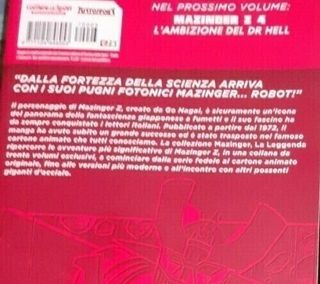 NEL PROSSIMO VOLUME:
MAZINGER Z 4
L'AMBIZIONE DEL DR HELL
"DALLA FORTEZZA DELLA SCIENZA ARRIVA
CON I SUOI PUGNI FOTONICI MAZINGER... ROBOT!"
Il personaggio di Mazinger Z, creato da Go Nagai, è sicuramente un'icona
del panorama della fantascienza giapponese a fumetti e il suo fascino ha
da sempre conquistato i lettori italiani. Pubblicato a partire dal 1972, il
manga ha avuto subito un grande successo ed è stato trasposto nel famoso
cartone animato che tutti conosciamo. La collezione Mazinger, La Leggenda
ripercorre le avventure più significative di Mazinger Z, in una collana da
trenta volumi esclusivi, a cominciare dalla serie fedele al cartone animato
originale, fino alle versioni più moderne e all'incontro con altri possenti
giganti d'acciaio.